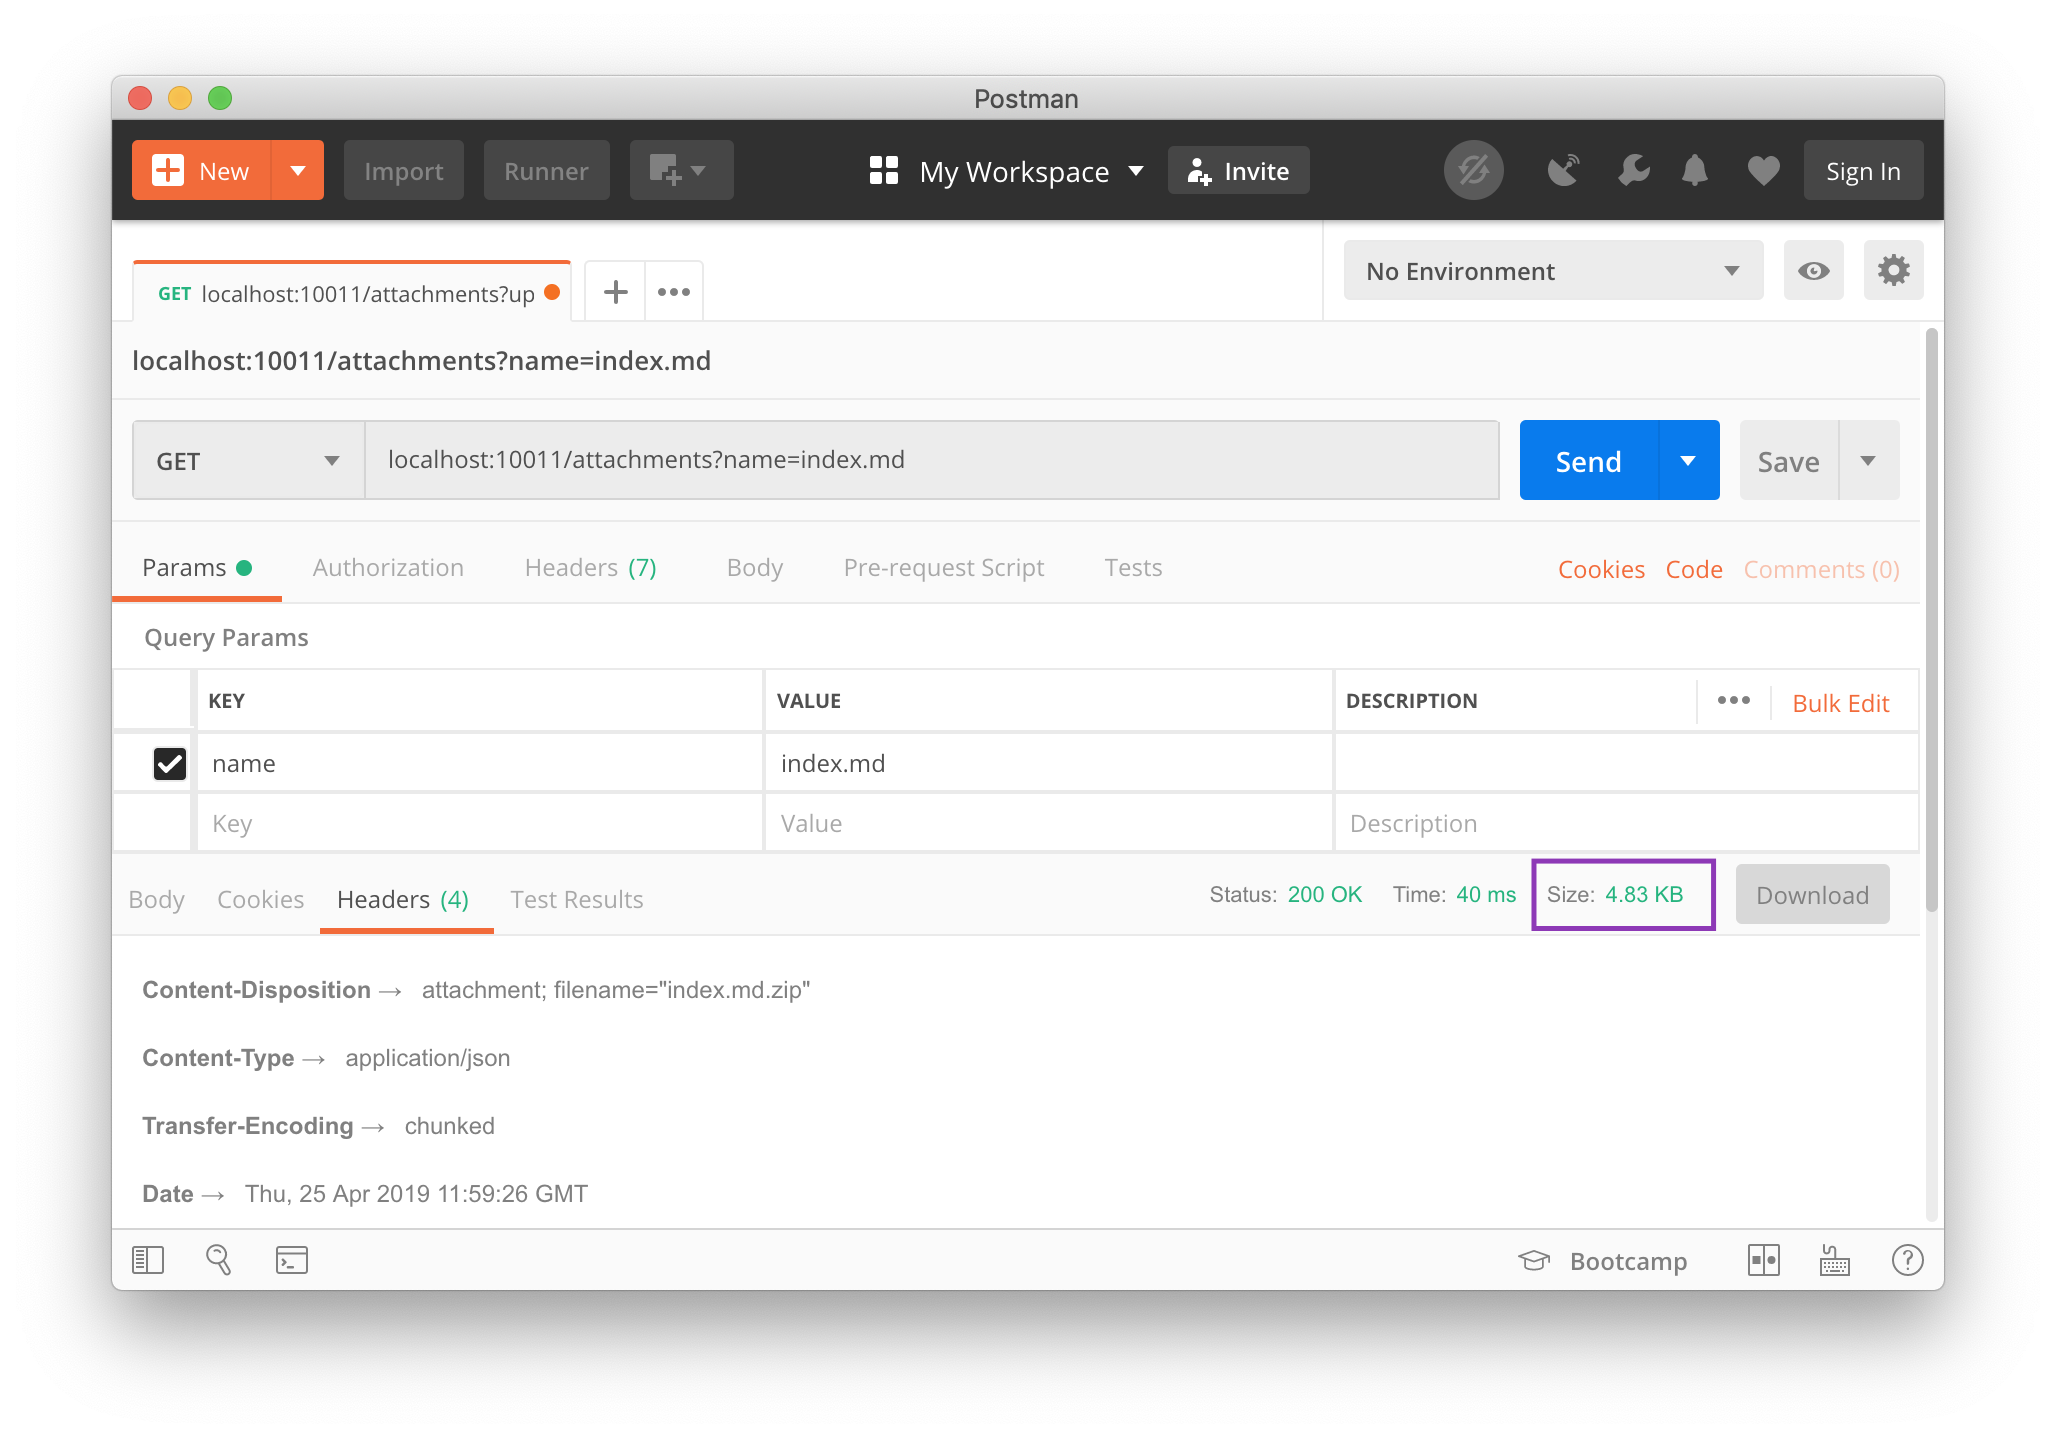 Postman
New Import Runner My Workspace Invite Sign In
GET localhost:10011/attachments?up No Environment
localhost:10011/attachments?name=index.md
GET localhost:10011/attachments?name=index.md Send Save
Params Authorization Headers (7) Body Pre-request Script Tests Cookies Code Comments (0)
Query Params
KEY VALUE DESCRIPTION Bulk Edit
name index.md
Key Value Description
Body Cookies Headers (4) Test Results Status: 200 OK Time: 40 ms Size: 4.83 KB Download
Content-Disposition → attachment; filename="index.md.zip"
Content-Type → application/json
Transfer-Encoding → chunked
Date → Thu, 25 Apr 2019 11:59:26 GMT
Bootcamp